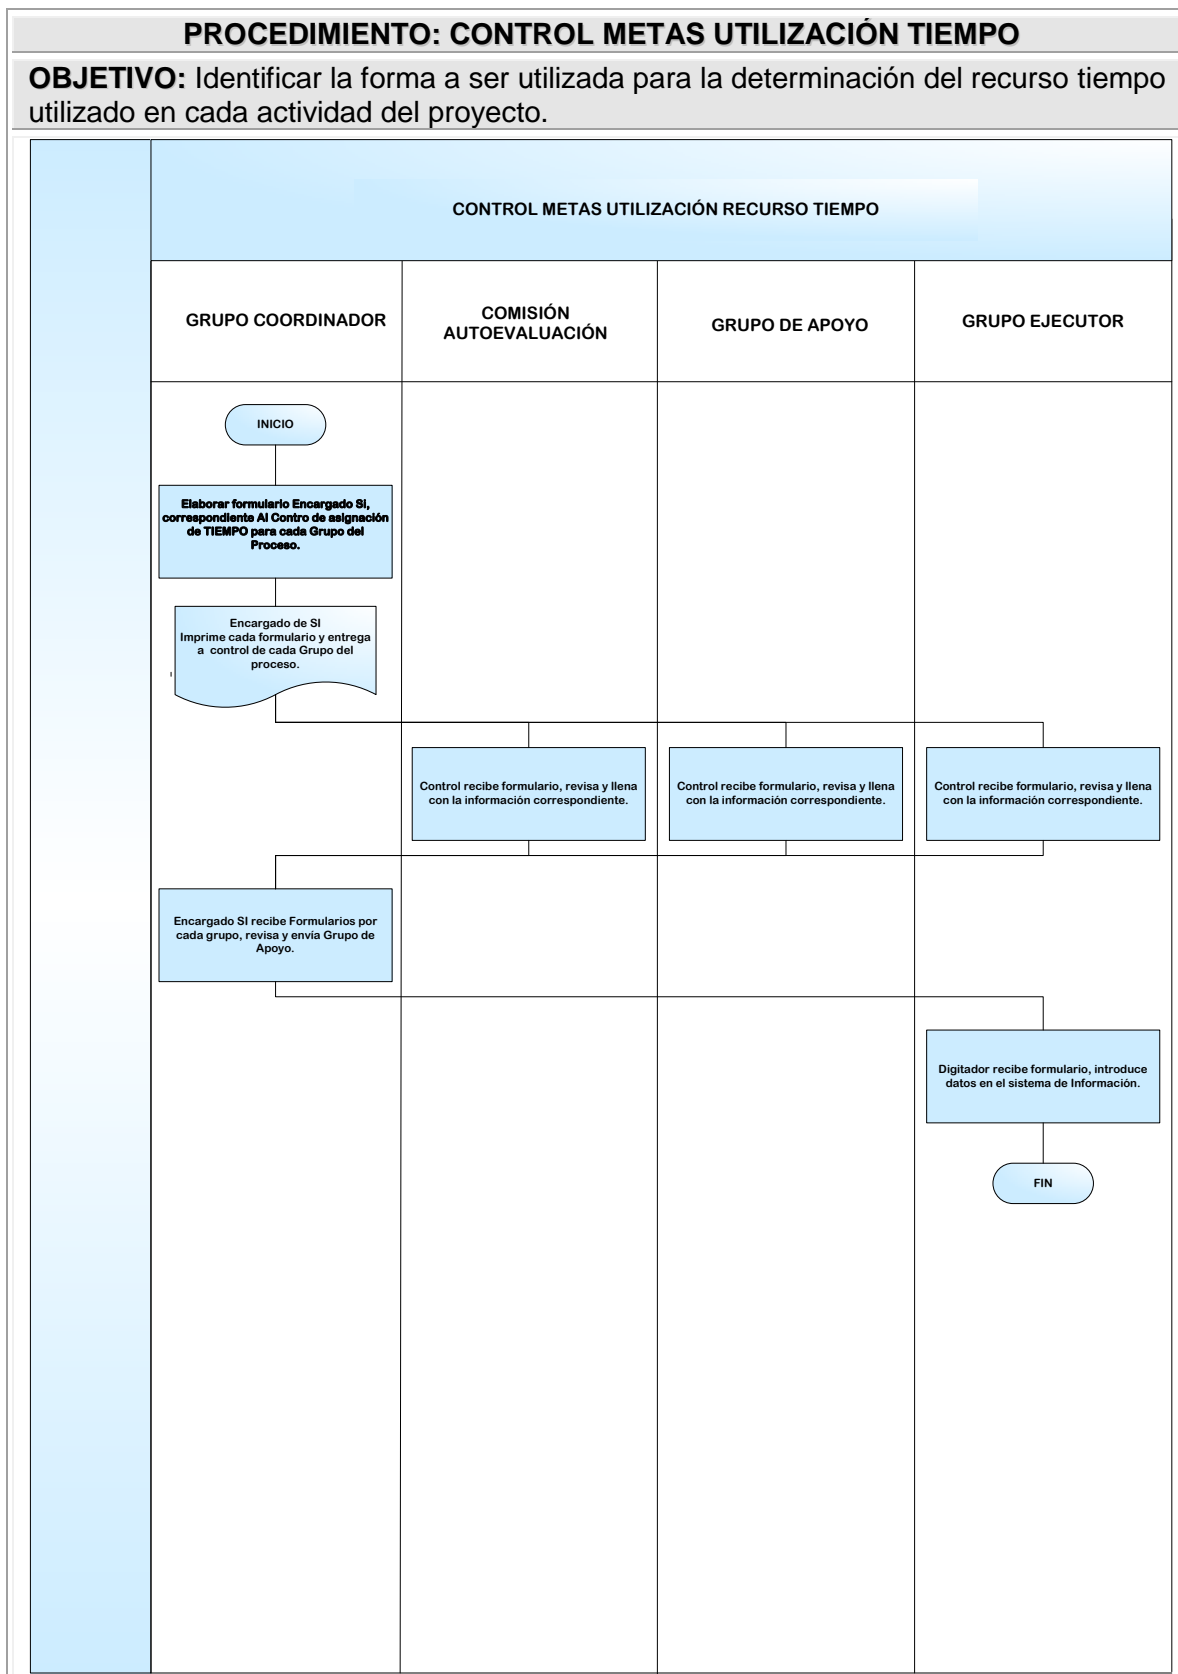 PROCEDIMIENTO: CONTROL METAS UTILIZACIÓN TIEMPO
OBJETIVO: Identificar la forma a ser utilizada para la determinación del recurso tiempo
utilizado en cada actividad del proyecto.
CONTROL METAS UTILIZACIÓN RECURSO TIEMPO
GRUPO COORDINADOR
COMISIÓN
AUTOEVALUACIÓN
GRUPO DE APOYO
GRUPO EJECUTOR
INICIO
Elaborar formulario Encargado SI,
correspondiente Al Contro de asignación
de TIEMPO para cada Grupo del
Proceso.
Encargado de SI
Imprime cada formulario y entrega
a control de cada Grupo del
proceso.
Control recibe formulario, revisa y llena
con la información correspondiente.
Control recibe formulario, revisa y llena
con la información correspondiente.
Control recibe formulario, revisa y llena
con la información correspondiente.
Encargado SI recibe Formularios por
cada grupo, revisa y envía Grupo de
Apoyo.
Digitador recibe formulario, introduce
datos en el sistema de Información.
FIN